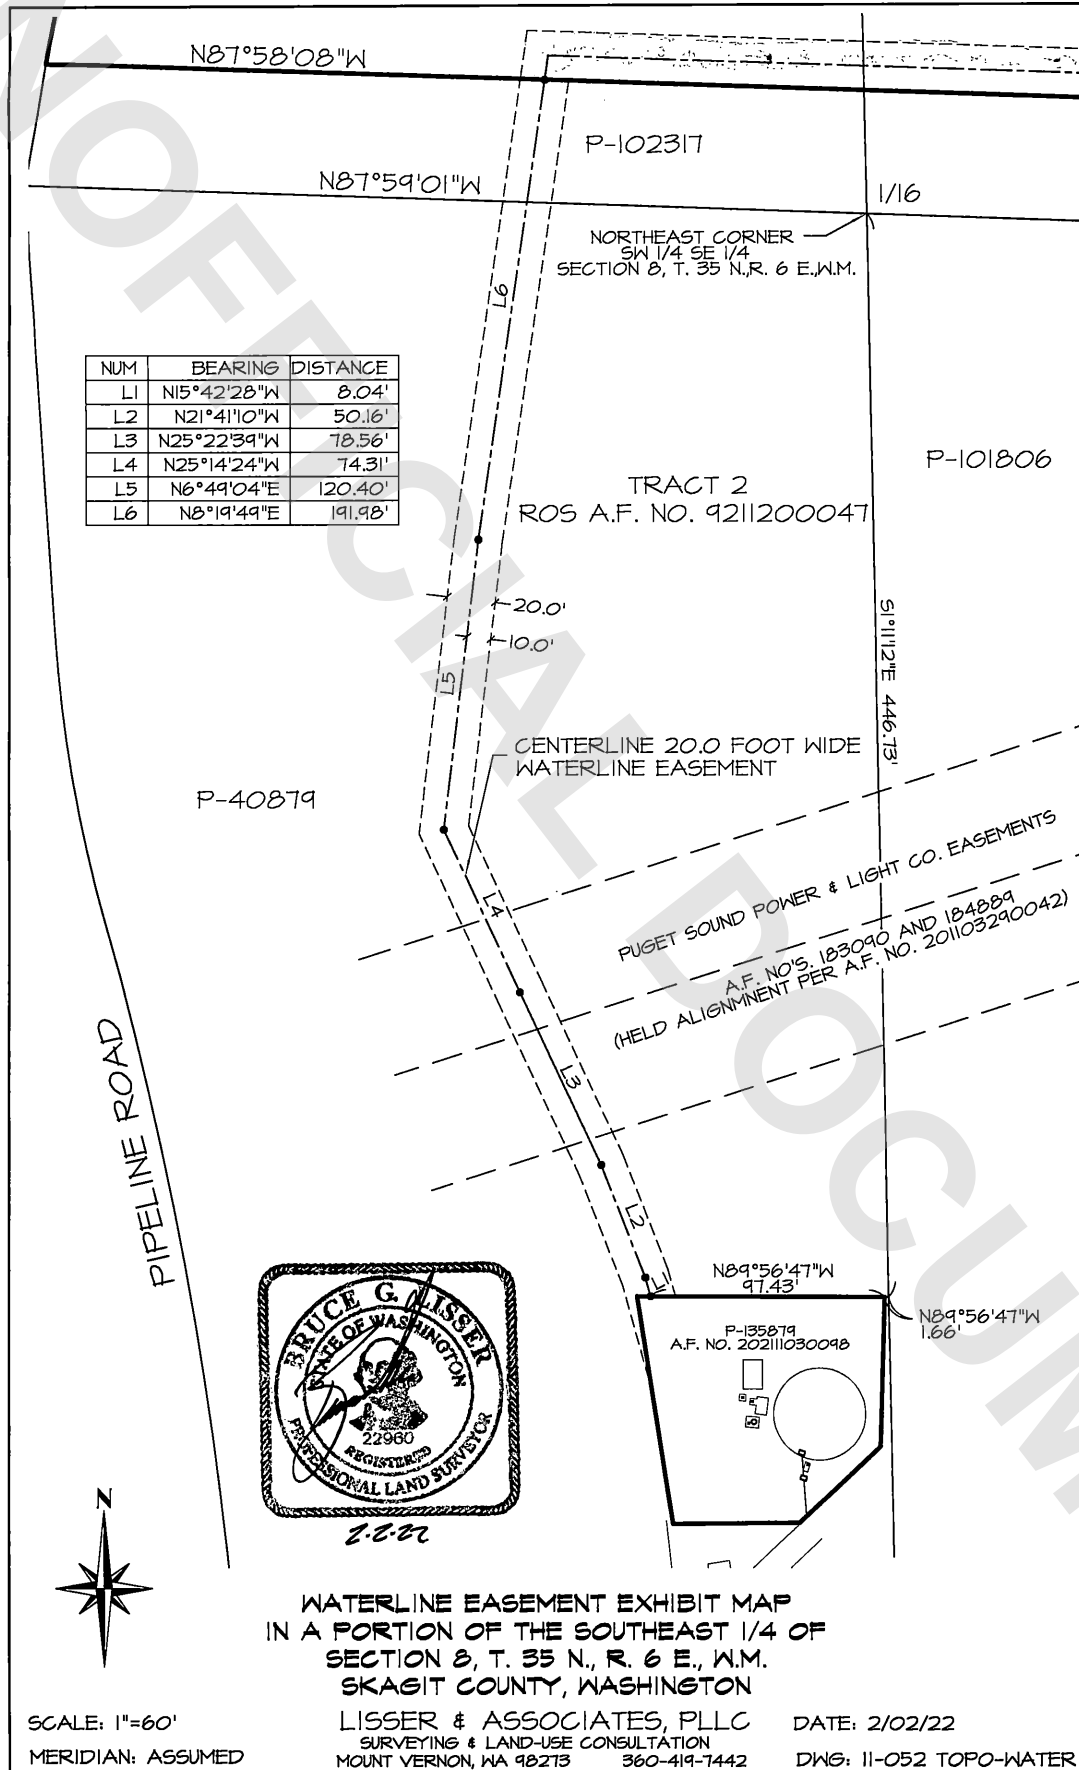 N87°58'08"W
P-102317
N87°59'01"W
1/16
NORTHEAST CORNER
SW 1/4 SE 1/4
SECTION 8, T. 35 N.,R. 6 E.,W.M.
L6
NUM BEARING DISTANCE
L1 N15°42'28"W 8.04'
L2 N21°41'10"W 50.16'
L3 N25°22'39"W 78.56'
L4 N25°14'24"W 74.31'
L5 N6°49'04"E 120.40'
L6 N8°19'49"E 191.98'
P-101806
TRACT 2
ROS A.F. NO. 9211200047
20.0'
10.0'
S1°11'12"E 446.73'
L5
CENTERLINE 20.0 FOOT WIDE
WATERLINE EASEMENT
P-40879
PUGET SOUND POWER & LIGHT CO. EASEMENTS
A.F. NO'S. 183090 AND 184889
(HELD ALIGNMNENT PER A.F. NO. 201103290042)
L4
L3
PIPELINE ROAD
L2
L1
N89°56'47"W
97.43'
N89°56'47"W
1.66'
P-135879
A.F. NO. 202111030098
BRUCE G. LISSER
STATE OF WASHINGTON
22960
REGISTERED
PROFESSIONAL LAND SURVEYOR
2-2-22
N
WATERLINE EASEMENT EXHIBIT MAP
IN A PORTION OF THE SOUTHEAST 1/4 OF
SECTION 8, T. 35 N., R. 6 E., W.M.
SKAGIT COUNTY, WASHINGTON
SCALE: 1"=60'
LISSER & ASSOCIATES, PLLC
DATE: 2/02/22
SURVEYING & LAND-USE CONSULTATION
MERIDIAN: ASSUMED
MOUNT VERNON, WA 98273 360-419-7442
DWG: 11-052 TOPO-WATER
NOFFICIAL DOCUM